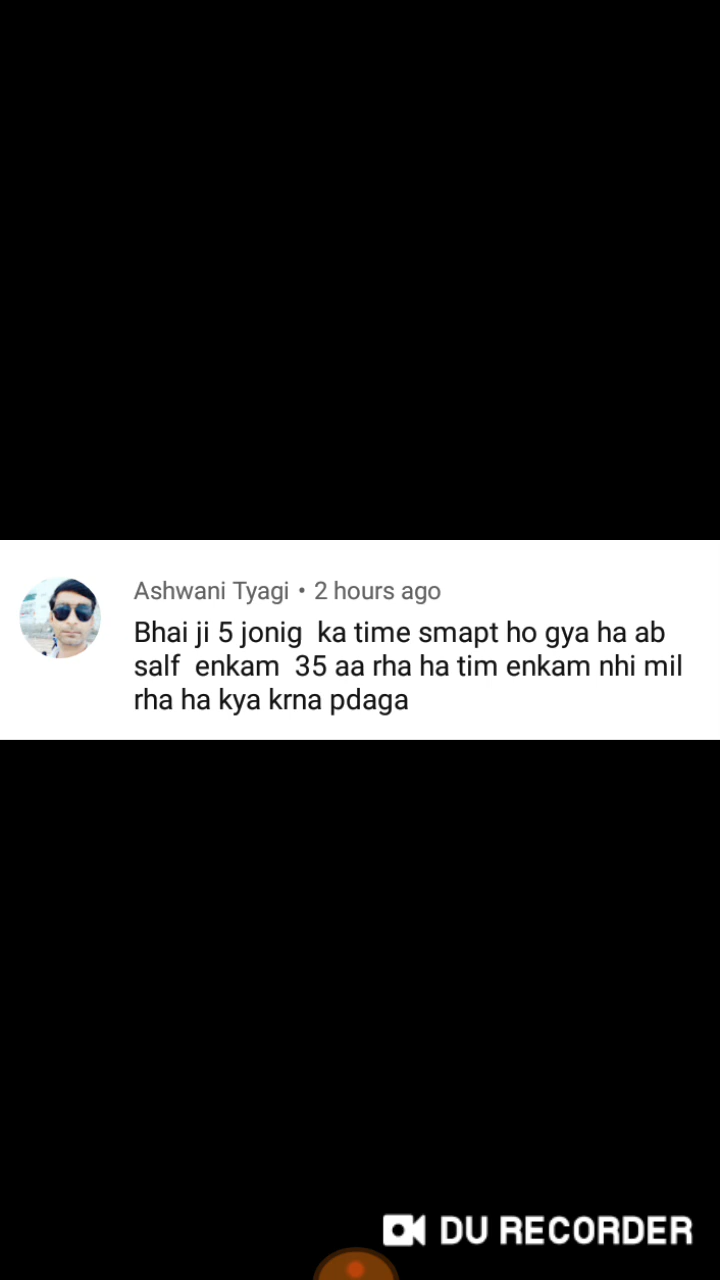 Ashwani Tyagi • 2 hours ago
Bhai ji 5 jonig ka time smapt ho gya ha ab
salf enkam 35 aa rha ha tim enkam nhi mil
rha ha kya krna pdaga
DU RECORDER